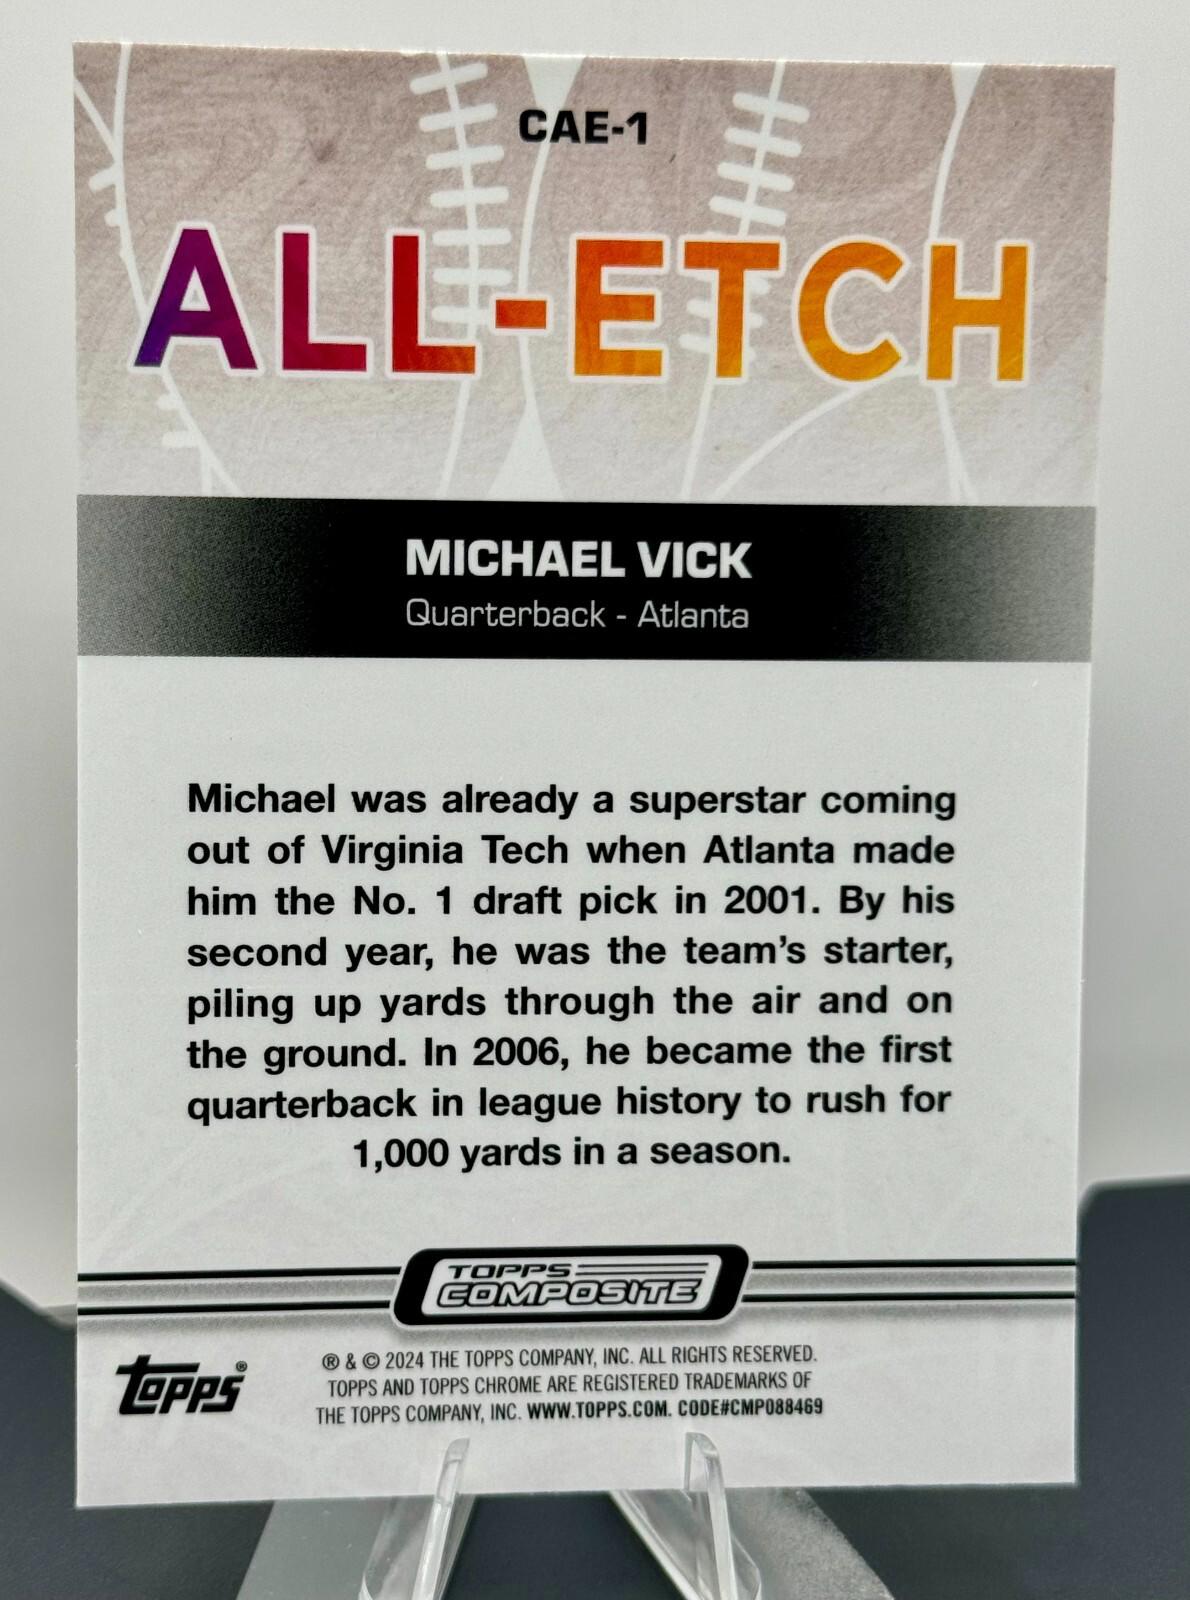 CAE-1
ALL-ETCH
MICHAEL VICK
Quarterback - Atlanta
Michael was already a superstar coming
out of Virginia Tech when Atlanta made
him the No. 1 draft pick in 2001. By his
second year, he was the team's starter,
piling up yards through the air and on
the ground. In 2006, he became the first
quarterback in league history to rush for
1,000 yards in a season.
TOPPS
COMPOSITE
topps®
® & © 2024 THE TOPPS COMPANY, INC. ALL RIGHTS RESERVED.
TOPPS AND TOPPS CHROME ARE REGISTERED TRADEMARKS OF
THE TOPPS COMPANY, INC. WWW.TOPPS.COM. CODE#CMP088469